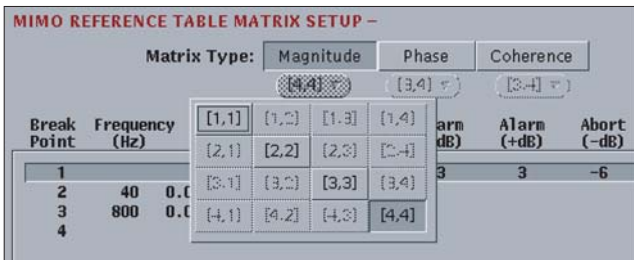 MIMO REFERENCE TABLE MATRIX SETUP –
Matrix Type: Magnitude Phase Coherence
[4,4] [3,4] [3,4]
Break Point Frequency (Hz) Alarm (+dB) Abort (-dB)
[1,1] [1,2] [1,3] [1,4]
[2,1] [2,2] [2,3] [2,4]
[3,1] [3,2] [3,3] [3,4]
[4,1] [4,2] [4,3] [4,4]
1 3 3 -6
2 40
3 800
4